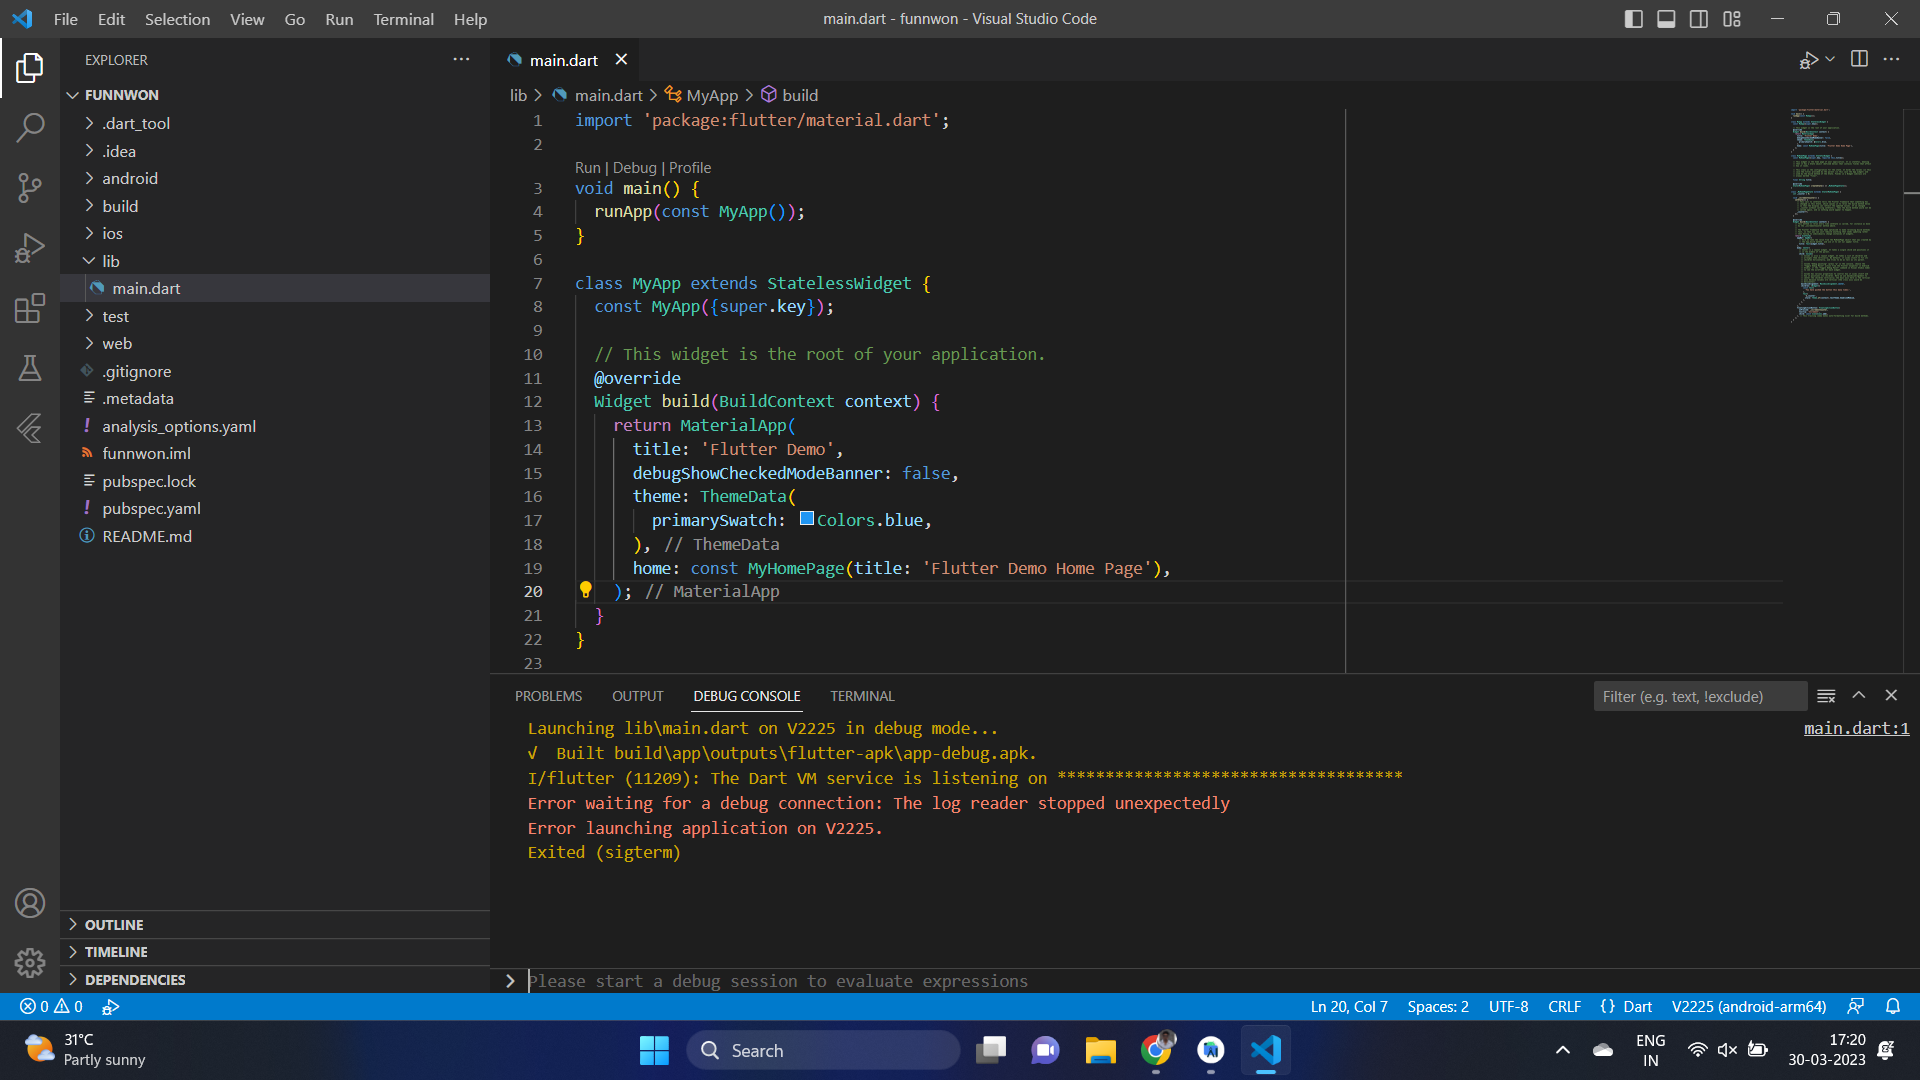 File Edit Selection View Go Run Terminal Help
main.dart - funnwon - Visual Studio Code
EXPLORER
FUNNWON
.dart_tool
.idea
android
build
ios
lib
main.dart
test
web
.gitignore
.metadata
analysis_options.yaml
funnwon.iml
pubspec.lock
pubspec.yaml
README.md
OUTLINE
TIMELINE
DEPENDENCIES
main.dart
lib > main.dart > MyApp > build
1 import 'package:flutter/material.dart';
2
Run | Debug | Profile
3 void main() {
4 runApp(const MyApp());
5 }
6
7 class MyApp extends StatelessWidget {
8 const MyApp({super.key});
9
10 // This widget is the root of your application.
11 @override
12 Widget build(BuildContext context) {
13 return MaterialApp(
14 title: 'Flutter Demo',
15 debugShowCheckedModeBanner: false,
16 theme: ThemeData(
17 primarySwatch: Colors.blue,
18 ), // ThemeData
19 home: const MyHomePage(title: 'Flutter Demo Home Page'),
20 ); // MaterialApp
21 }
22 }
23
PROBLEMS OUTPUT DEBUG CONSOLE TERMINAL
Filter (e.g. text, !exclude)
Launching lib\main.dart on V2225 in debug mode...
main.dart:1
√ Built build\app\outputs\flutter-apk\app-debug.apk.
I/flutter (11209): The Dart VM service is listening on ************************************
Error waiting for a debug connection: The log reader stopped unexpectedly
Error launching application on V2225.
Exited (sigterm)
Please start a debug session to evaluate expressions
0 0
Ln 20, Col 7 Spaces: 2 UTF-8 CRLF {} Dart V2225 (android-arm64)
31°C
Partly sunny
Search
ENG
IN
17:20
30-03-2023